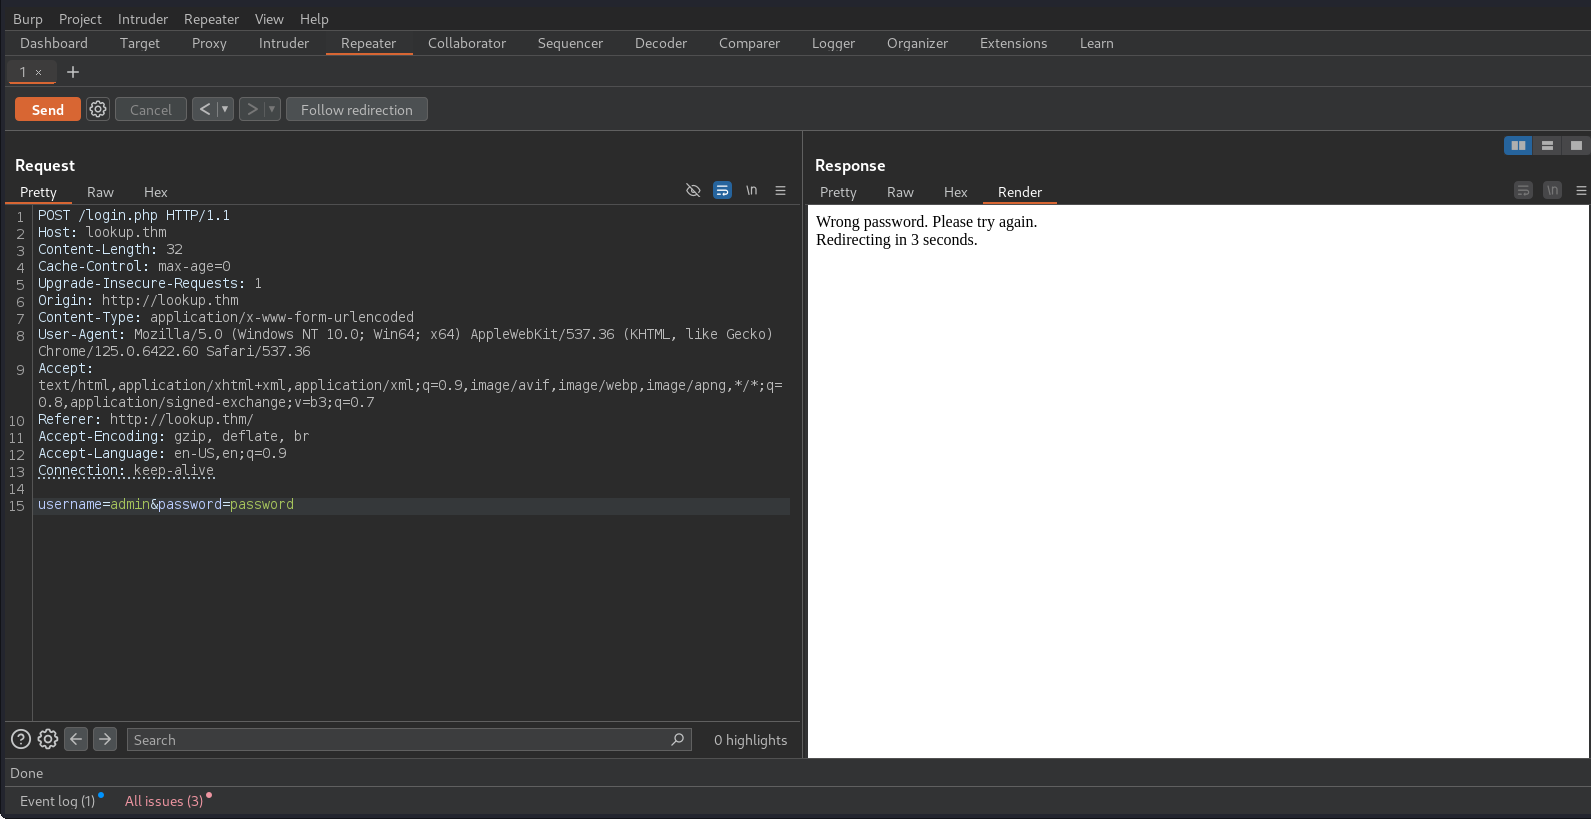 Burp Project Intruder Repeater View Help
Dashboard Target Proxy Intruder Repeater Collaborator Sequencer Decoder Comparer Logger Organizer Extensions Learn
1 × +
Send Cancel < > Follow redirection
Request
Pretty Raw Hex \n
1 POST /login.php HTTP/1.1
2 Host: lookup.thm
3 Content-Length: 32
4 Cache-Control: max-age=0
5 Upgrade-Insecure-Requests: 1
6 Origin: http://lookup.thm
7 Content-Type: application/x-www-form-urlencoded
8 User-Agent: Mozilla/5.0 (Windows NT 10.0; Win64; x64) AppleWebKit/537.36 (KHTML, like Gecko)
Chrome/125.0.6422.60 Safari/537.36
9 Accept:
text/html,application/xhtml+xml,application/xml;q=0.9,image/avif,image/webp,image/apng,*/*;q=
0.8,application/signed-exchange;v=b3;q=0.7
10 Referer: http://lookup.thm/
11 Accept-Encoding: gzip, deflate, br
12 Accept-Language: en-US,en;q=0.9
13 Connection: keep-alive
14
15 username=admin&password=password
Search 0 highlights
Response
Pretty Raw Hex Render \n
Wrong password. Please try again.
Redirecting in 3 seconds.
Done
Event log (1) All issues (3)